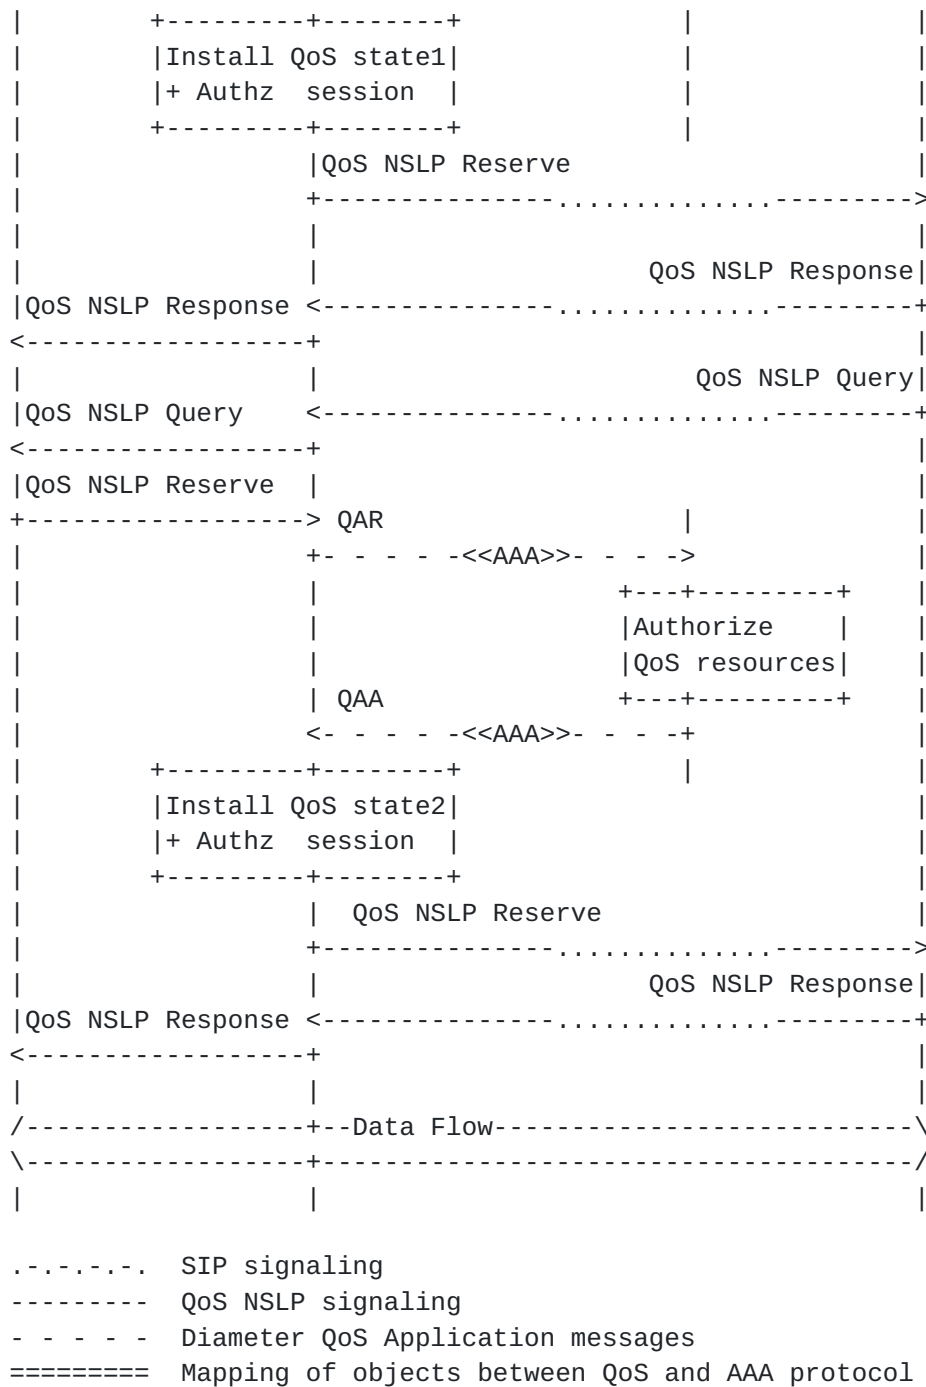 |        +---------+--------+              |              |
|        |Install QoS state1|              |              |
|        |+ Authz  session  |              |              |
|        +---------+--------+              |              |
|                  |QoS NSLP Reserve                      |
|                  +---------------..............--------->
|                  |                                      |
|                  |                     QoS NSLP Response|
|QoS NSLP Response <---------------..............---------+
<------------------+                                      |
|                  |                        QoS NSLP Query|
|QoS NSLP Query    <---------------..............---------+
<------------------+                                      |
|QoS NSLP Reserve  |                                      |
+------------------> QAR                   |              |
|                  +- - - - -<<AAA>>- - - ->              |
|                  |                   +---+---------+    |
|                  |                   |Authorize    |    |
|                  |                   |QoS resources|    |
|                  | QAA               +---+---------+    |
|                  <- - - - -<<AAA>>- - - -+              |
|        +---------+--------+              |              |
|        |Install QoS state2|                             |
|        |+ Authz  session  |                             |
|        +---------+--------+                             |
|                  |  QoS NSLP Reserve                    |
|                  +---------------..............--------->
|                  |                     QoS NSLP Response|
|QoS NSLP Response <---------------..............---------+
<------------------+                                      |
|                  |                                      |
/------------------+--Data Flow---------------------------\
\------------------+--------------------------------------/
|                  |                                      |
.-.-.-.-.  SIP signaling
---------  QoS NSLP signaling
- - - - -  Diameter QoS Application messages
=========  Mapping of objects between QoS and AAA protocol